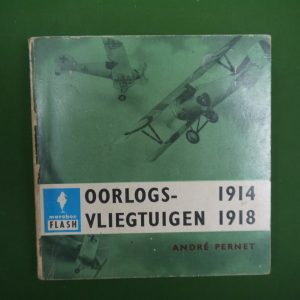 OORLOGS- 1914
VLIEGTUIGEN 1918
marabout
FLASH
ANDRÉ PERNET